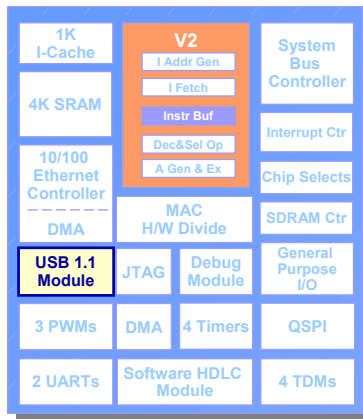 1K
I-Cache
4K SRAM
10/100
Ethernet
Controller
DMA
USB 1.1
Module
3 PWMs
2 UARTs
V2
I Addr Gen
I Fetch
Instr Buf
Dec&Sel Op
A Gen & Ex
MAC
H/W Divide
JTAG
Debug
Module
DMA
4 Timers
Software HDLC
Module
System
Bus
Controller
Interrupt Ctr
Chip Selects
SDRAM Ctr
General
Purpose
I/O
QSPI
4 TDMs